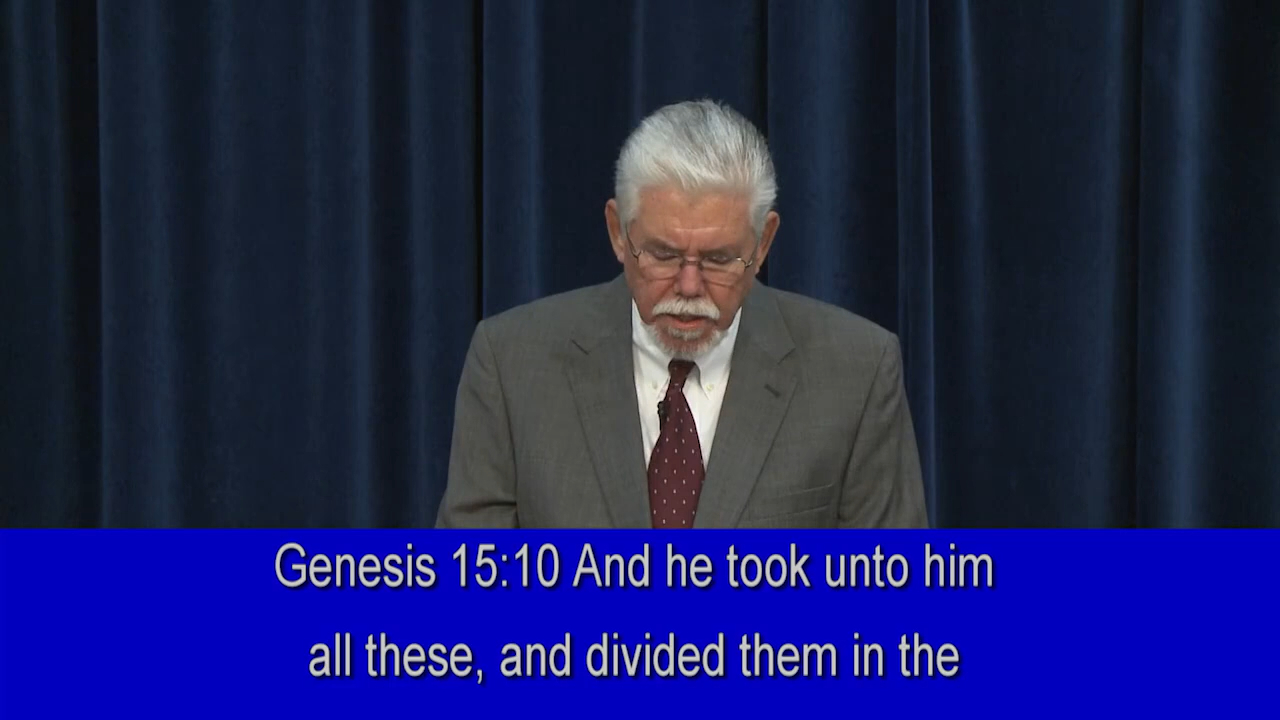 Genesis 15:10 And he took unto him
all these, and divided them in the